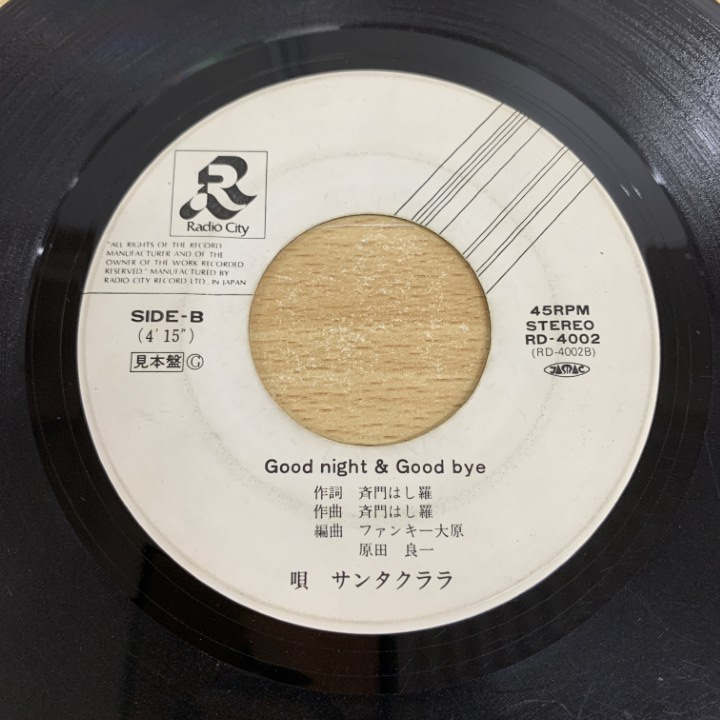 R
Radio City
"ALL RIGHTS OF THE RECORD
MANUFACTURER AND OF THE
OWNER OF THE WORK RECORDED
RESERVED" MANUFACTURED BY
RADIO CITY RECORD LTD., IN JAPAN
SIDE-B
(4'15")
見本盤 G
45RPM
STEREO
RD-4002
(RD-4002B)
JASRAC
Good night & Good bye
作詞 斉門はし羅
作曲 斉門はし羅
編曲 ファンキー大原
原田 良一
唄 サンタクララ